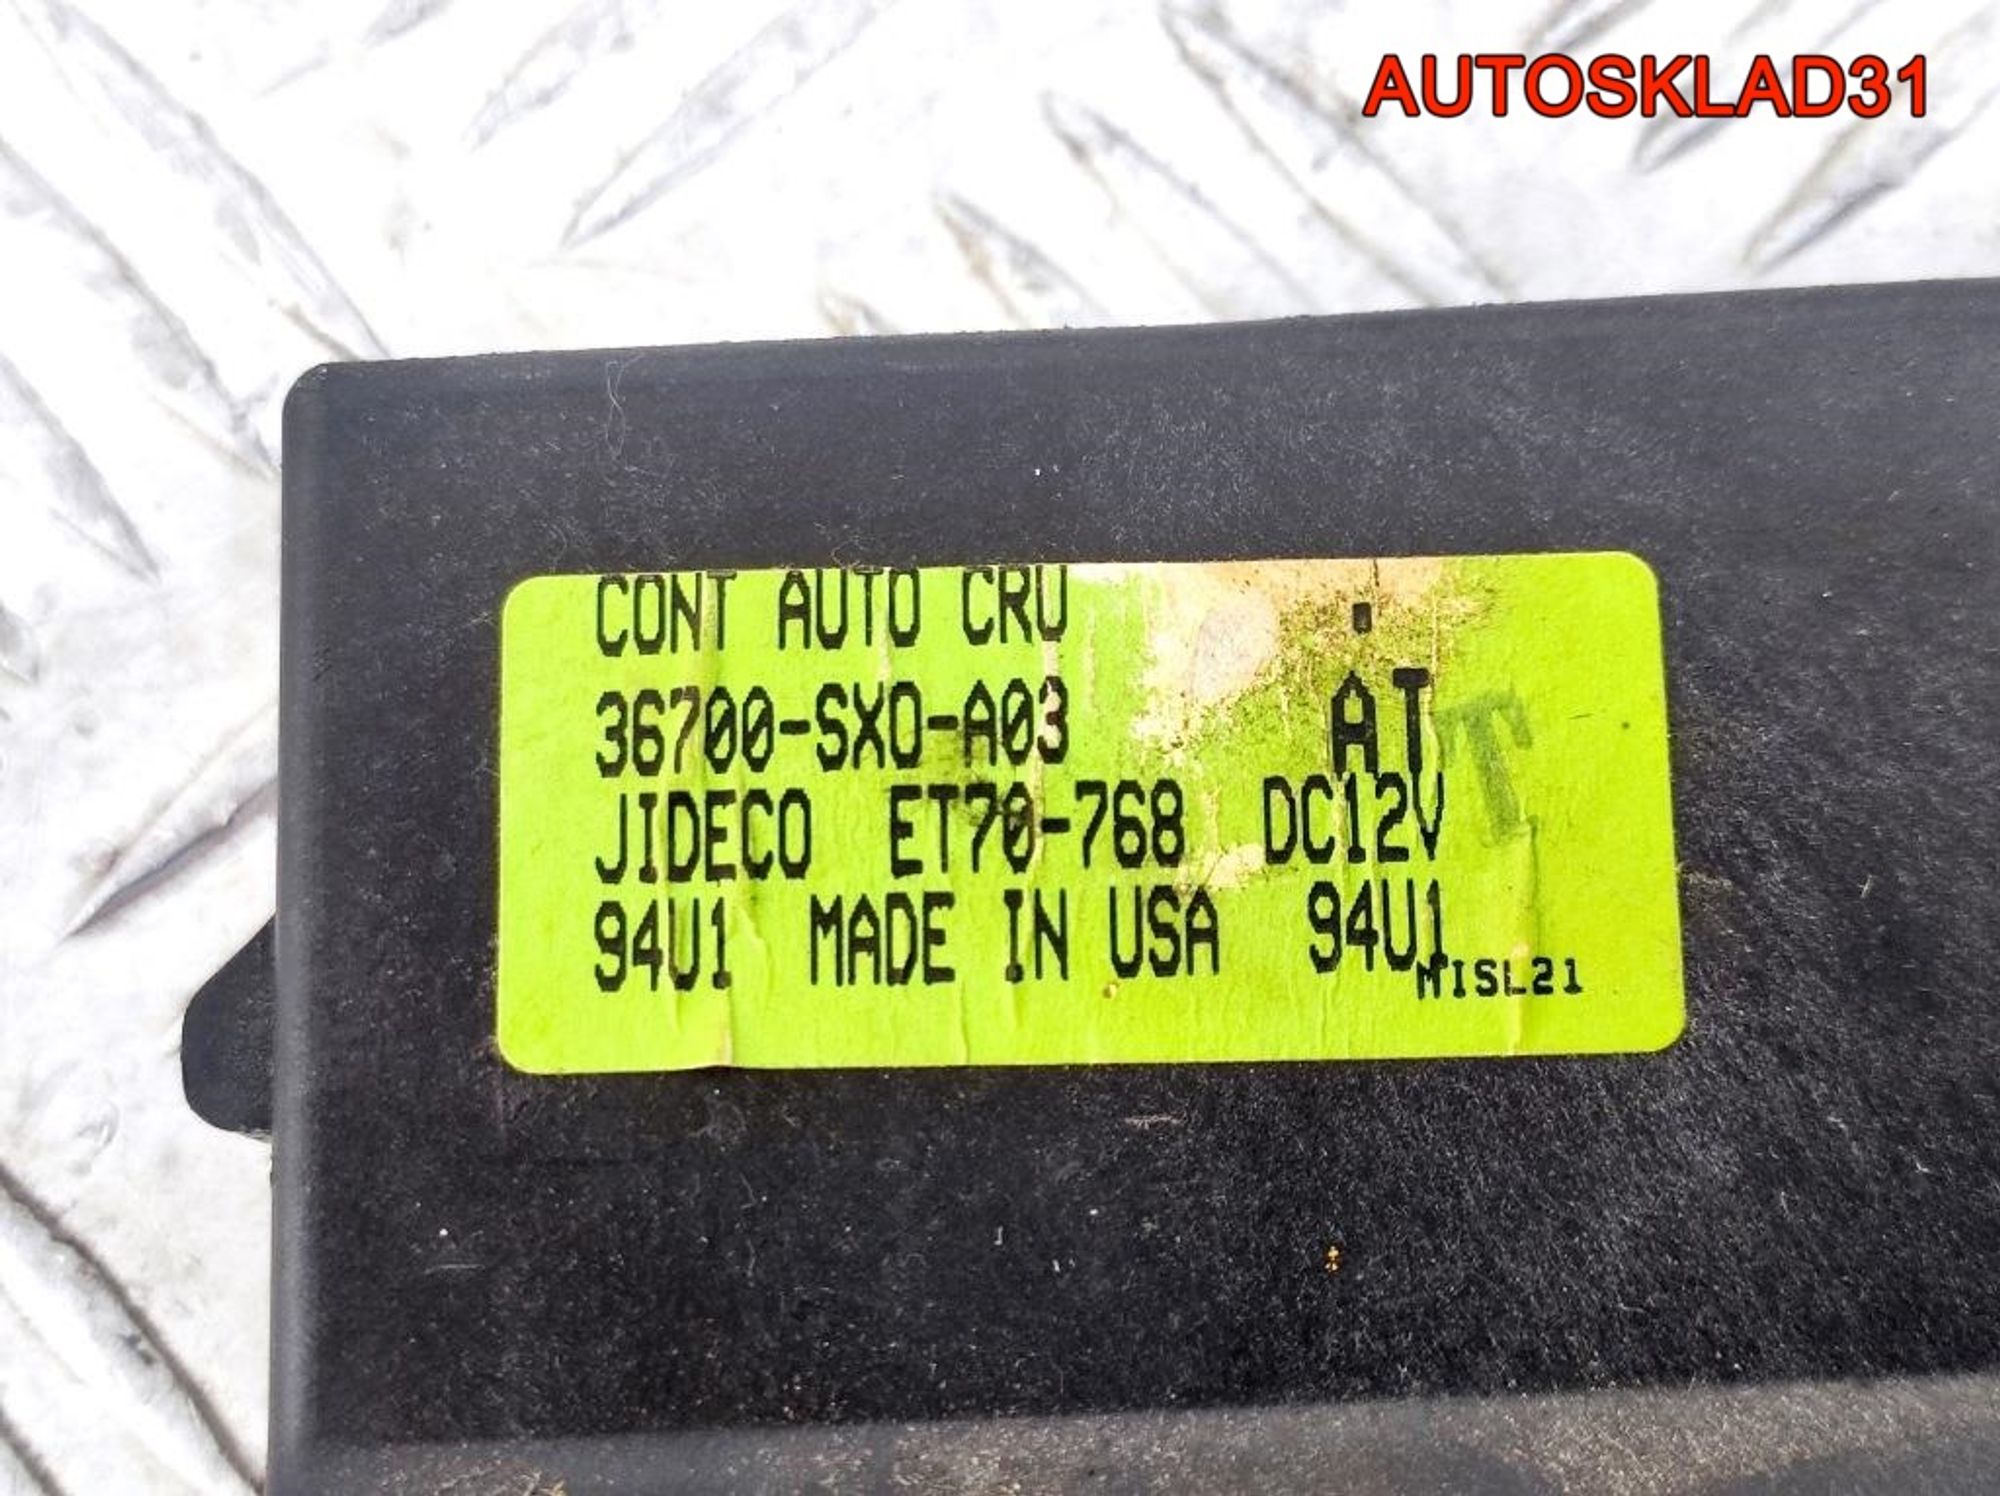 AUTOSKLAD31
CONT AUTO CRU
36700-SX0-A03 AT
JIDECO ET70-768 DC12V
94U1 MADE IN USA 94U1
MISL21